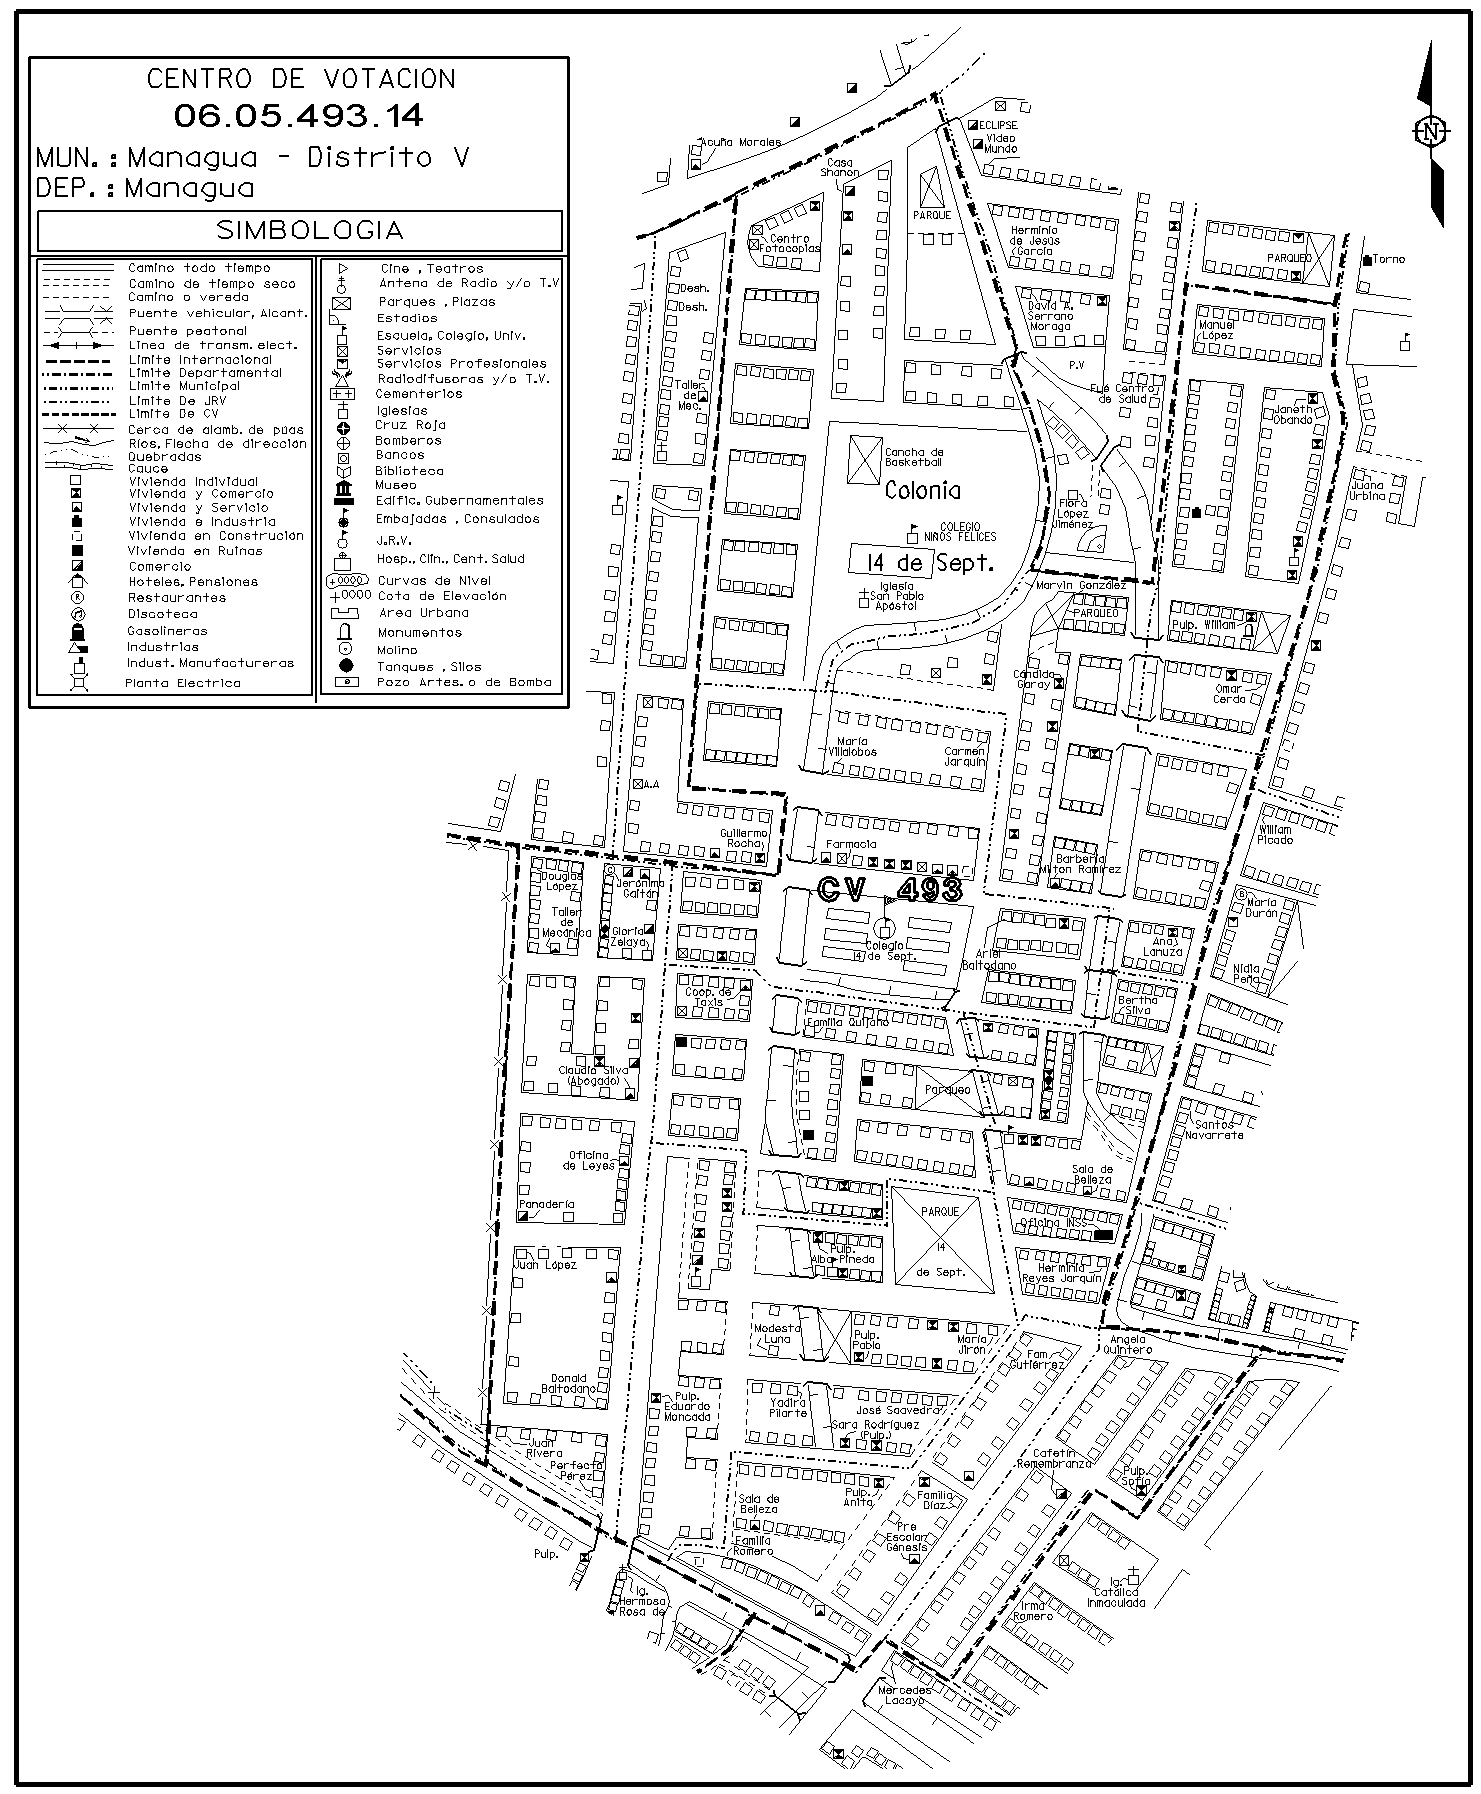 CENTRO DE VOTACION
06.05.493.14
MUN.: Managua - Distrito V
DEP.: Managua
SIMBOLOGIA
Camino todo tiempo
Camino de tiempo seco
Camino o vereda
Puente vehicular, Alcant.
Puente peatonal
Linea de transm. elect.
Limite Internacional
Limite Departamental
Limite Municipal
Limite De JRV
Limite De CV
Cerca de alamb. de púas
Ríos, Flecha de dirección
Quebradas
Cauce
Vivienda Individual
Vivienda y Comercio
Vivienda y Servicio
Vivienda e Industria
Vivienda en Construción
Vivienda en Ruinas
Comercio
Hoteles, Pensiones
Restaurantes
Discoteca
Gasolineras
Industrias
Indust. Manufactureras
Planta Electrica
Cine , Teatros
Antena de Radio y/o T.V
Parques , Plazas
Estadios
Escuela, Colegio, Univ.
Servicios
Servicios Profesionales
Radiodifusoras y/o T.V.
Cementerios
Iglesias
Cruz Roja
Bomberos
Bancos
Biblioteca
Museo
Edific. Gubernamentales
Embajadas , Consulados
J.R.V.
Hosp., Clín., Cent. Salud
Curvas de Nivel
Cota de Elevación
Area Urbana
Monumentos
Molino
Tanques , Silos
Pozo Artes. o de Bomba
N
Acuña Morales
ECLIPSE
Video
Mundo
Casa
Shanon
PARQUE
Centro
Fotocopias
Herminio
de Jesús
García
PARQUEO
Torno
Desh.
Desh.
David A.
Serrano
Moraga
Manuel
López
P.V
Taller
de
Mec.
Fué Centro
de Salud
Janeth
Obando
Cancha de
Basketball
Colonia
Juana
Urbina
Flora
López
Jiménez
COLEGIO
NIÑOS FELICES
14 de Sept.
Iglesia
San Pablo
Apóstol
Marvin González
PARQUEO
Pulp. William
Candida
Garay
Omar
Cerda
María
Villalobos
Carmen
Jarquín
A.A
Guillermo
Rocha
Farmacia
William
Picado
Barbería
Milton Ramírez
CV 493
Douglas
López
Jerónima
Gaitán
María
Durán
Taller
de
Mecánica
Gloria
Zelaya
Colegio
14 de Sept.
Ariel
Baltodano
Ana
Lanuza
Nidia
Peña
Coop. de
Taxis
Bertha
Silva
Familia Quijano
Claudia Silva
(Abogado)
Parqueo
Santos
Navarrete
Oficina
de Leyes
Sala de
Belleza
Panadería
PARQUE
14
de Sept.
Oficina INSS
Juan López
Pulp.
Alba Pineda
Herminia
Reyes Jarquín
Modesta
Luna
Pulp.
Pablo
María
Jirón
Fam.
Gutiérrez
Angela
Quintero
Donald
Baltodano
Pulp.
Eduardo
Moncada
Yadira
Pilarte
José Saavedra
Sara Rodríguez
(Pulp.)
Juan
Rivera
Perfecto
Pérez
Cafetín
Remembranza
Pulp.
Sofía
Sala de
Belleza
Pulp.
Anita
Familia
Díaz
Familia
Romero
Pre
Escolar
Génesis
Pulp.
Ig.
Hermosa
Rosa de
Ig.
Católica
Inmaculada
Irma
Romero
Mercedes
Lacayo